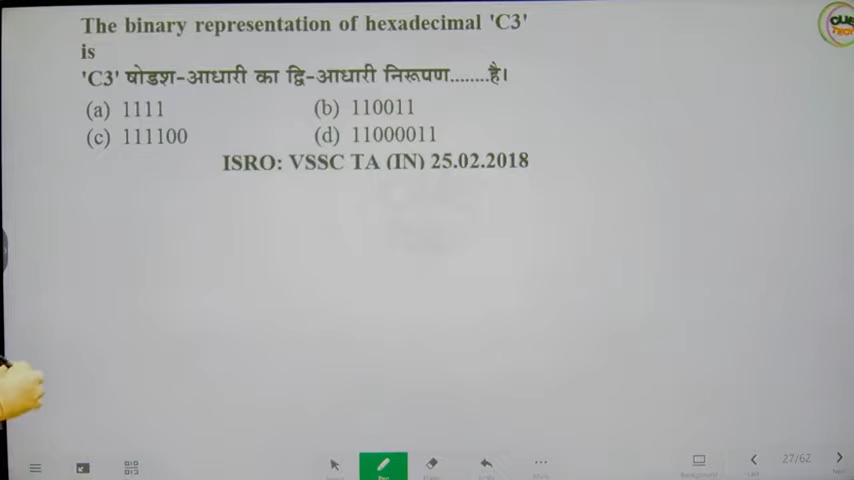 The binary representation of hexadecimal 'C3'
is
'C3' षोडश-आधारी का द्वि-आधारी निरूपण........है।
(a) 1111 (b) 110011
(c) 111100 (d) 11000011
ISRO: VSSC TA (IN) 25.02.2018
27/62